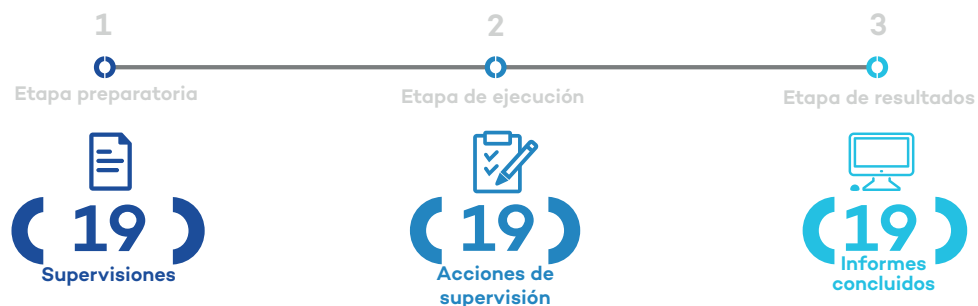 1
2
3
Etapa preparatoria
Etapa de ejecución
Etapa de resultados
19
Supervisiones
19
Acciones de
supervisión
19
Informes
concluidos